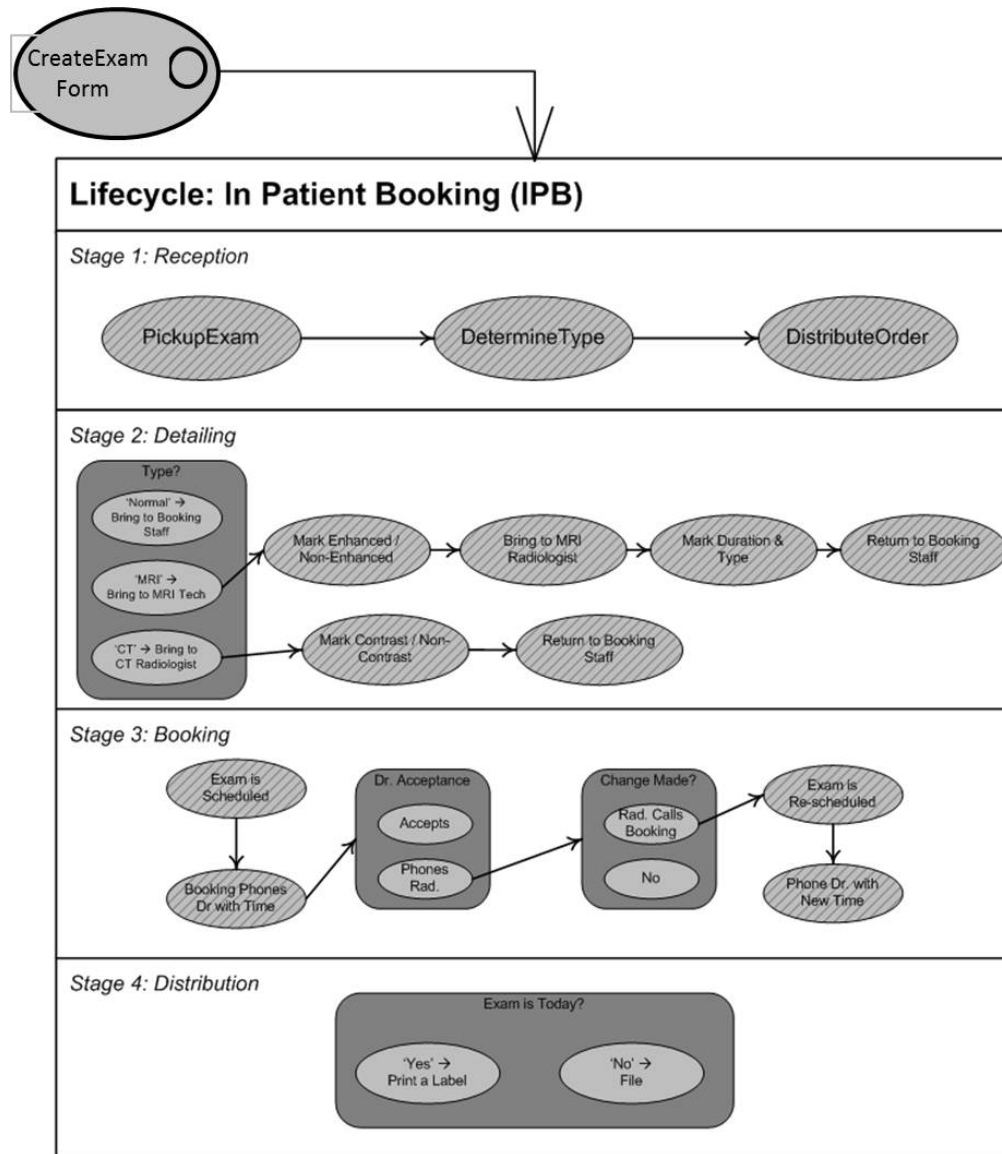 CreateExam
Form
Lifecycle: In Patient Booking (IPB)
Stage 1: Reception
PickupExam
DetermineType
DistributeOrder
Stage 2: Detailing
Type?
‘Normal’ →
Bring to Booking
Staff
‘MRI’ →
Bring to MRI Tech
‘CT’ → Bring to
CT Radiologist
Mark Enhanced /
Non-Enhanced
Bring to MRI
Radiologist
Mark Duration &
Type
Return to Booking
Staff
Mark Contrast / Non-
Contrast
Return to Booking
Staff
Stage 3: Booking
Exam is
Scheduled
Booking Phones
Dr with Time
Dr. Acceptance
Accepts
Phones
Rad.
Change Made?
Rad. Calls
Booking
No
Exam is
Re-scheduled
Phone Dr. with
New Time
Stage 4: Distribution
Exam is Today?
‘Yes’ →
Print a Label
‘No’ →
File